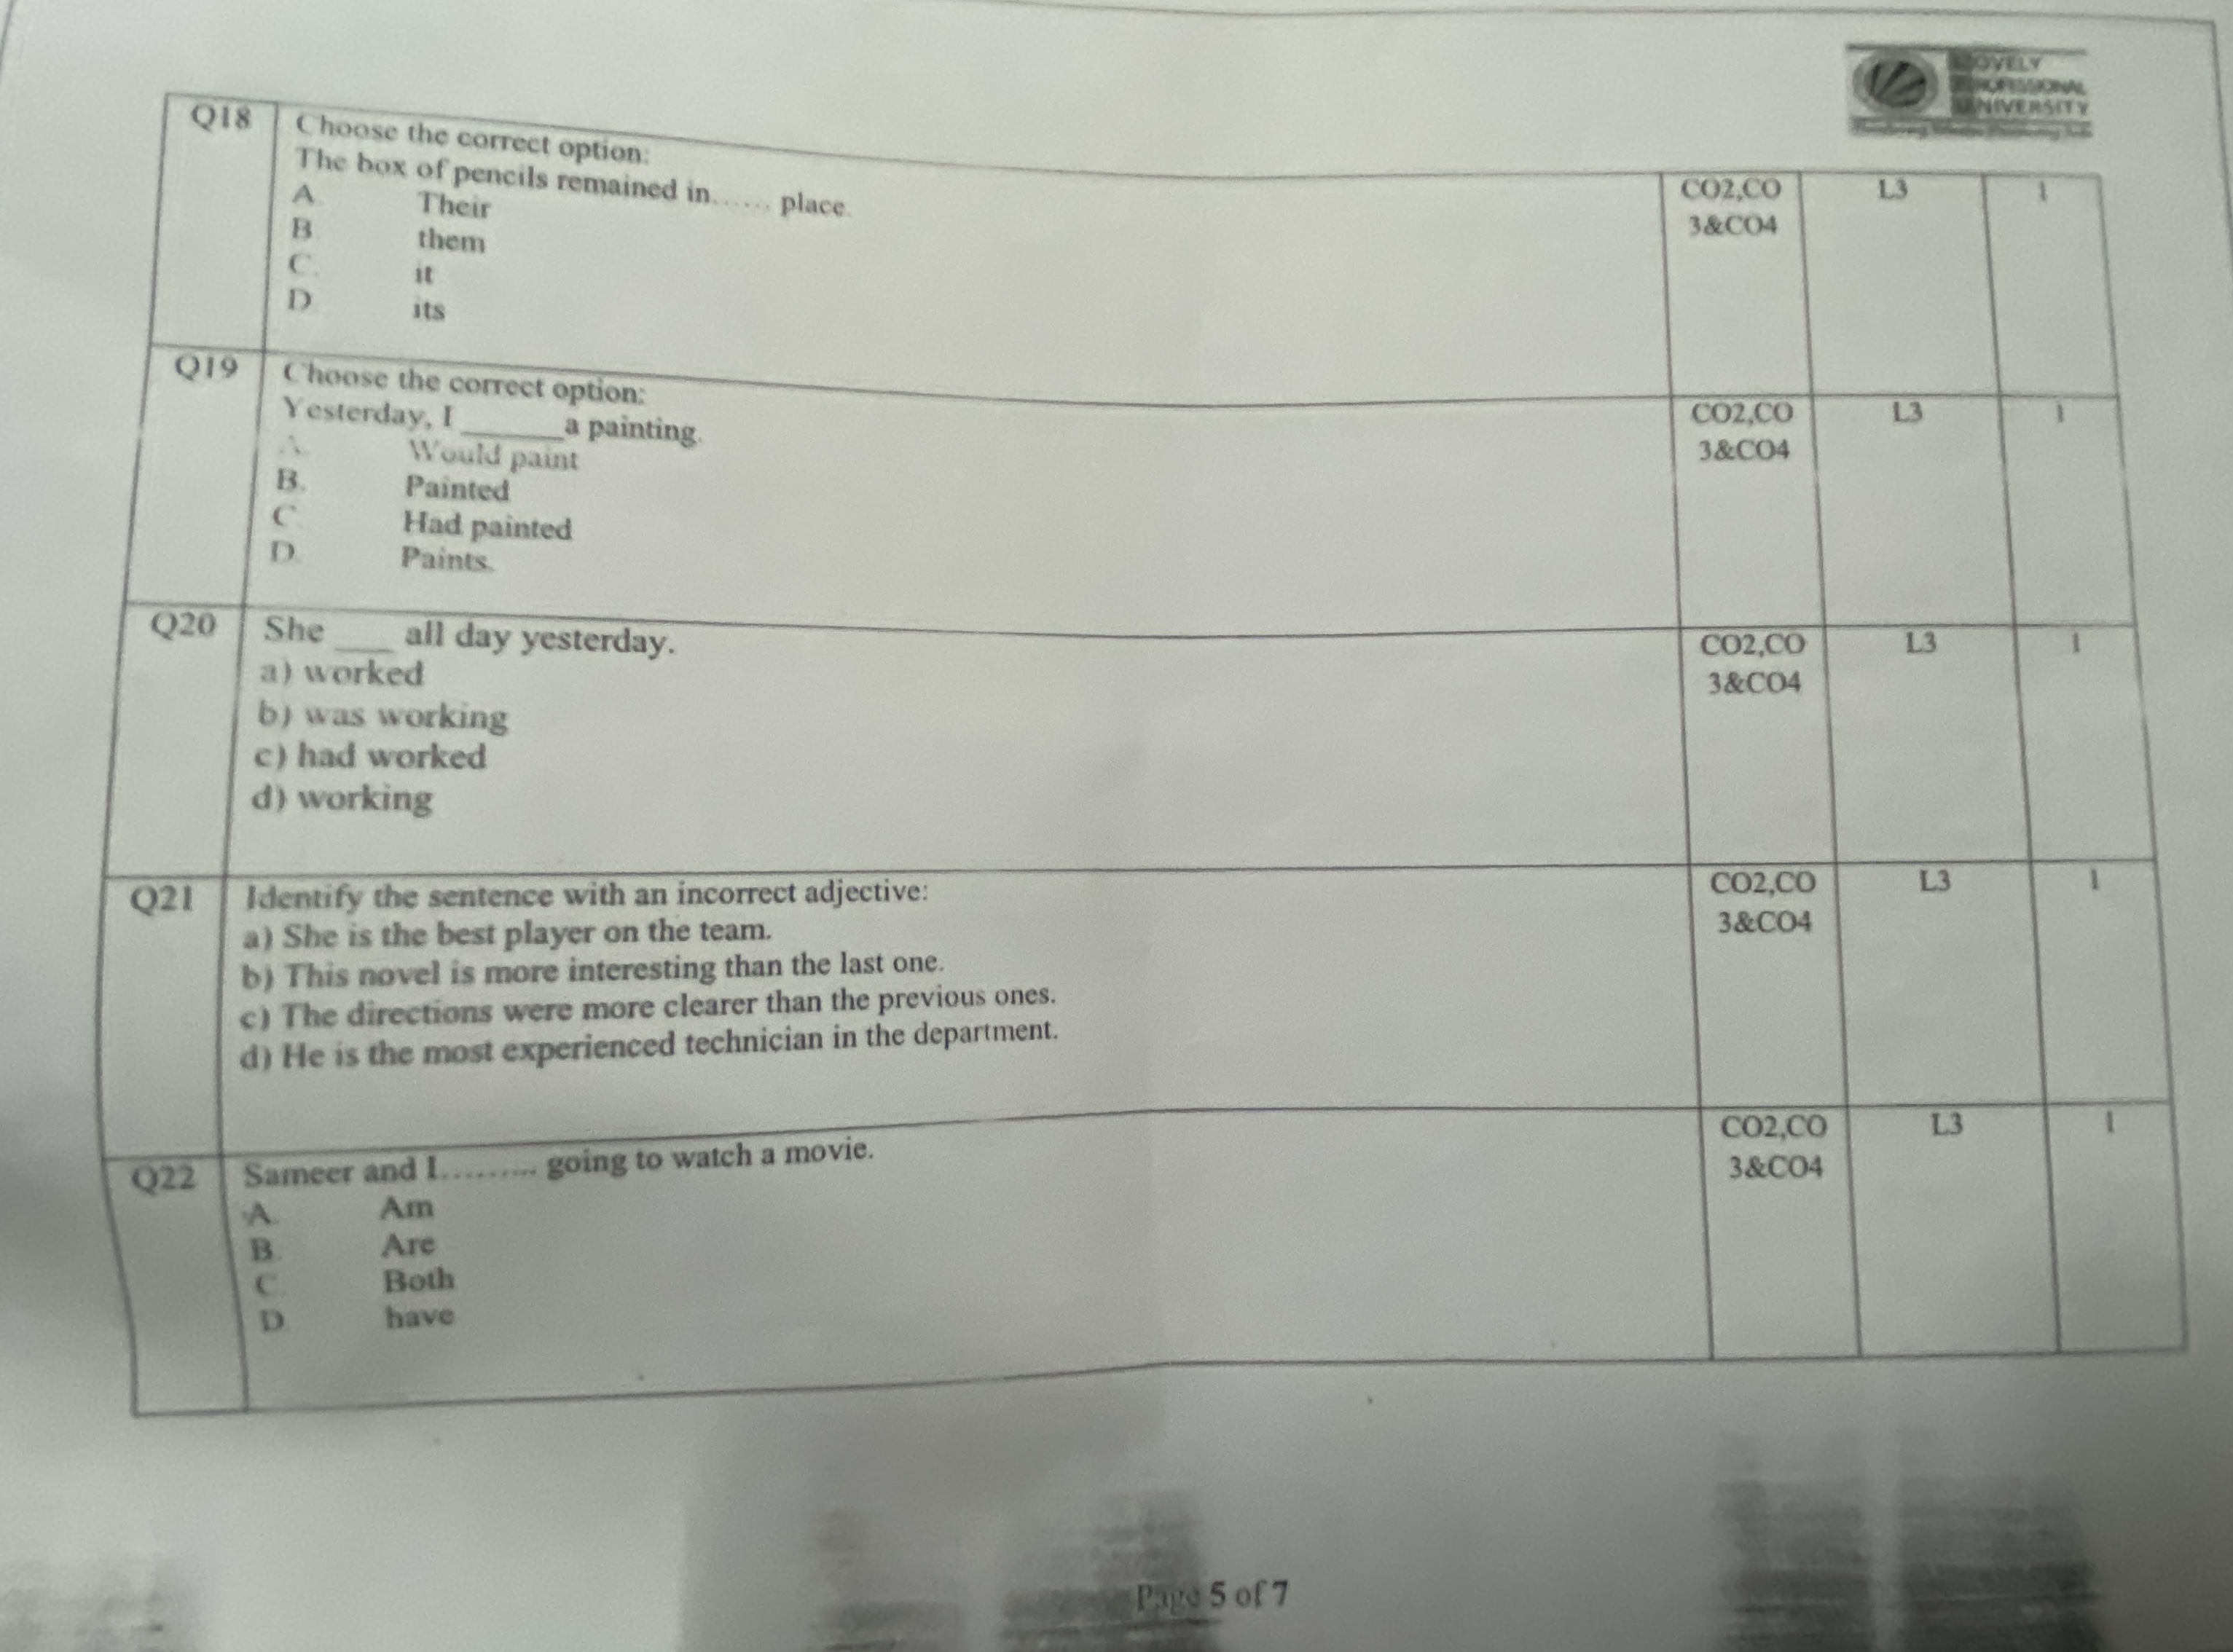 LOVELY
PROFESSIONAL
UNIVERSITY
Q18
Choose the correct option:
The box of pencils remained in...... place.
A. Their
B. them
C. it
D. its
CO2,CO
3&CO4
L3
1
Q19
Choose the correct option:
Yesterday, I ______a painting.
A. Would paint
B. Painted
C. Had painted
D. Paints.
CO2,CO
3&CO4
L3
1
Q20
She ____ all day yesterday.
a) worked
b) was working
c) had worked
d) working
CO2,CO
3&CO4
L3
1
Q21
Identify the sentence with an incorrect adjective:
a) She is the best player on the team.
b) This novel is more interesting than the last one.
c) The directions were more clearer than the previous ones.
d) He is the most experienced technician in the department.
CO2,CO
3&CO4
L3
1
Q22
Sameer and I......... going to watch a movie.
A. Am
B. Are
C. Both
D. have
CO2,CO
3&CO4
L3
1
Page 5 of 7